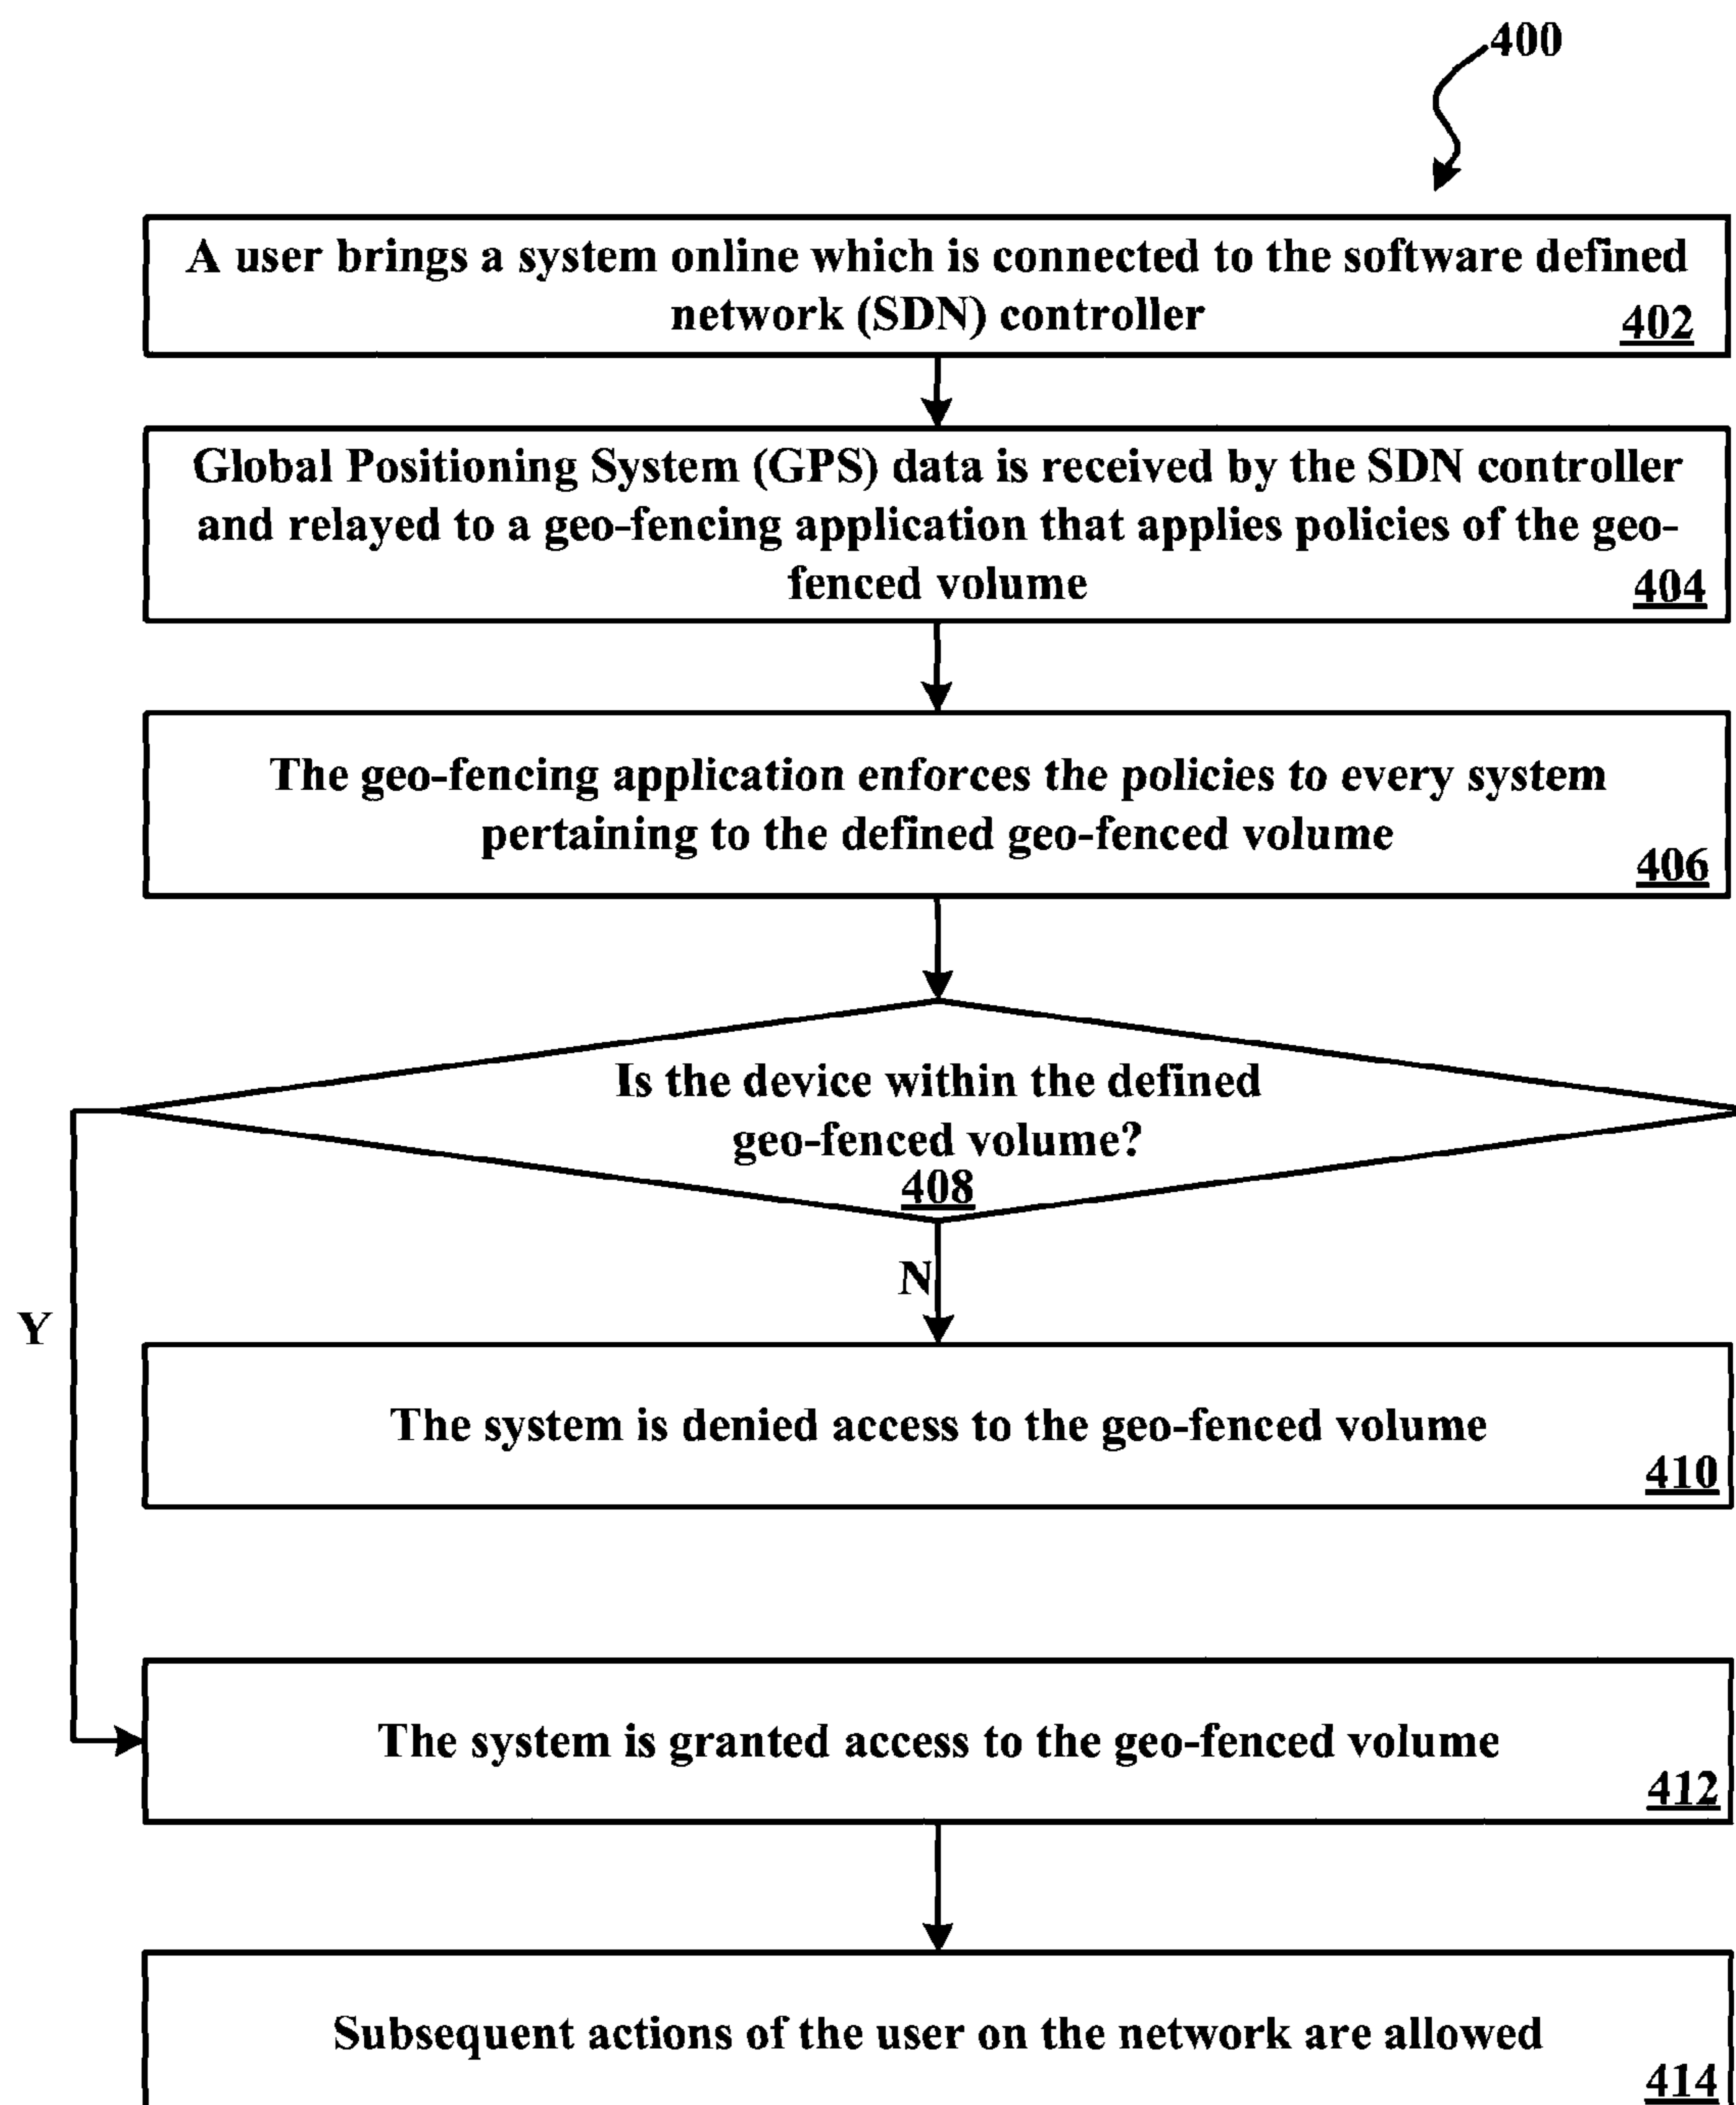 400
A user brings a system online which is connected to the software defined
network (SDN) controller
402
Global Positioning System (GPS) data is received by the SDN controller
and relayed to a geo-fencing application that applies policies of the geo-
fenced volume
404
The geo-fencing application enforces the policies to every system
pertaining to the defined geo-fenced volume
406
Is the device within the defined
geo-fenced volume?
408
N
Y
The system is denied access to the geo-fenced volume
410
The system is granted access to the geo-fenced volume
412
Subsequent actions of the user on the network are allowed
414